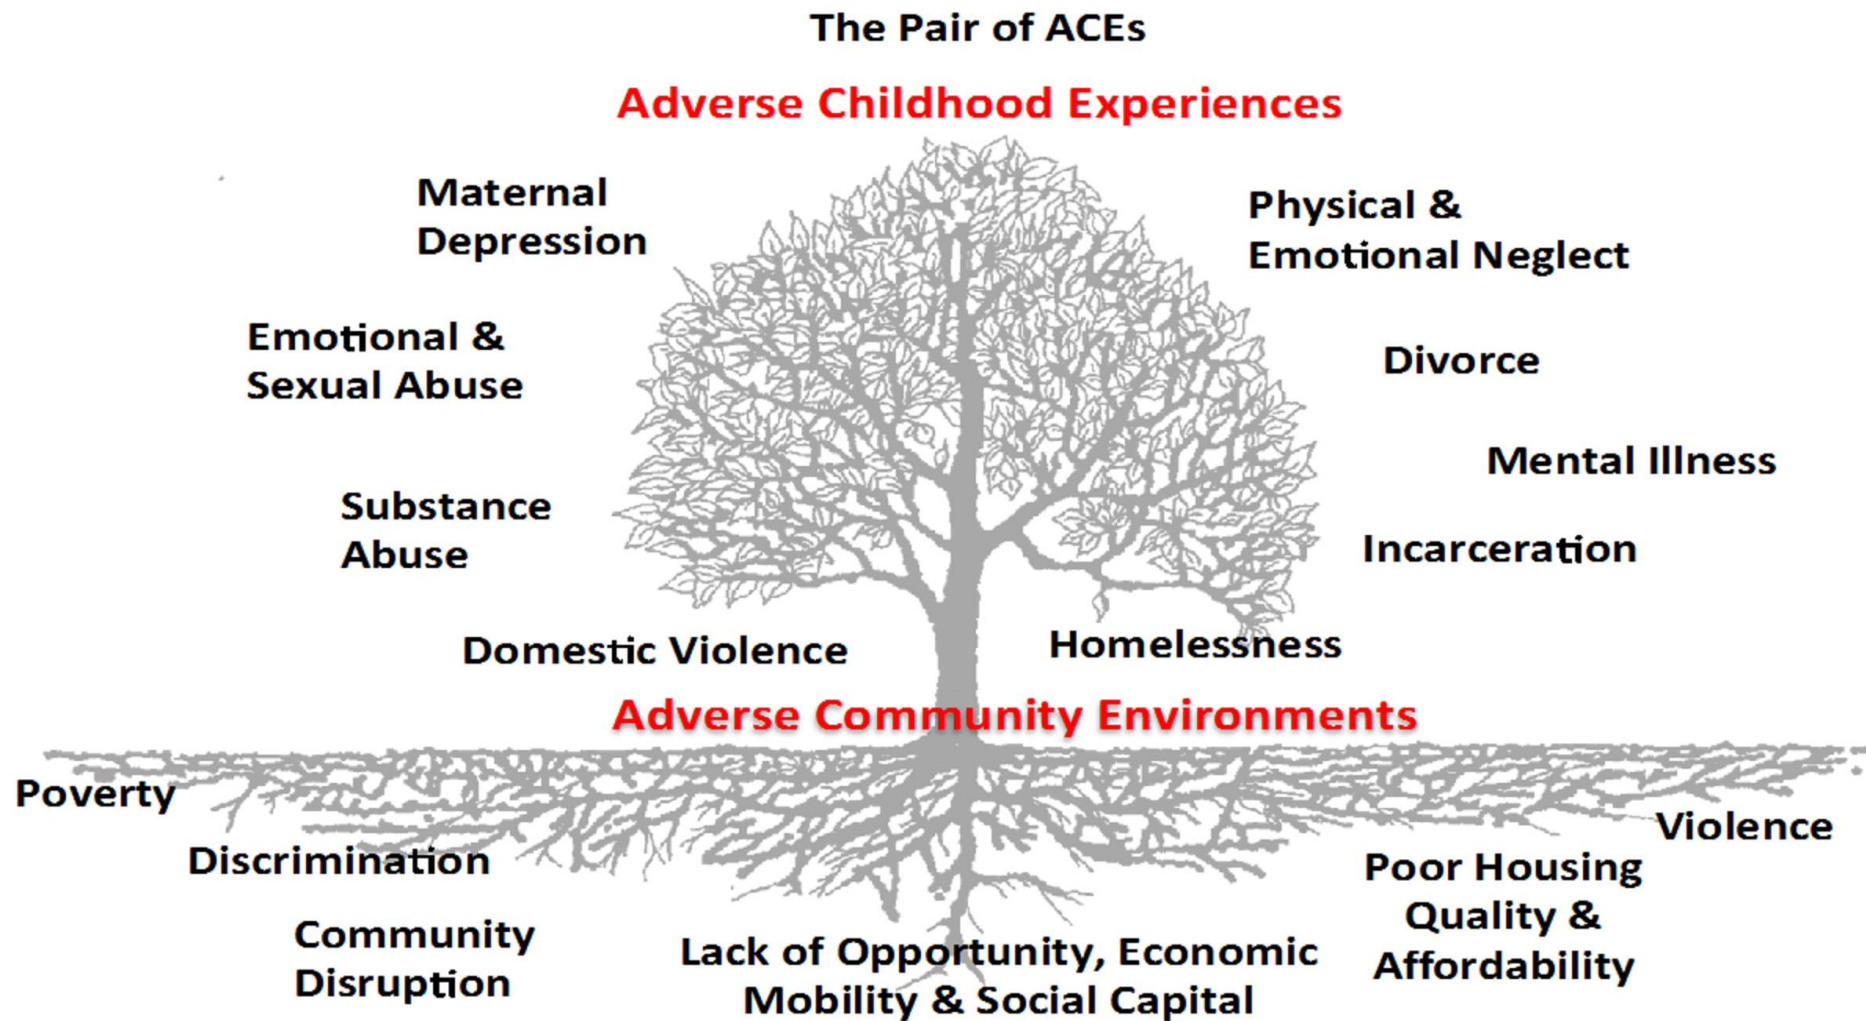 The Pair of ACEs
Adverse Childhood Experiences
Maternal
Depression
Physical &
Emotional Neglect
Emotional &
Sexual Abuse
Divorce
Mental Illness
Substance
Abuse
Incarceration
Domestic Violence
Homelessness
Adverse Community Environments
Poverty
Violence
Discrimination
Poor Housing
Quality &
Affordability
Community
Disruption
Lack of Opportunity, Economic
Mobility & Social Capital